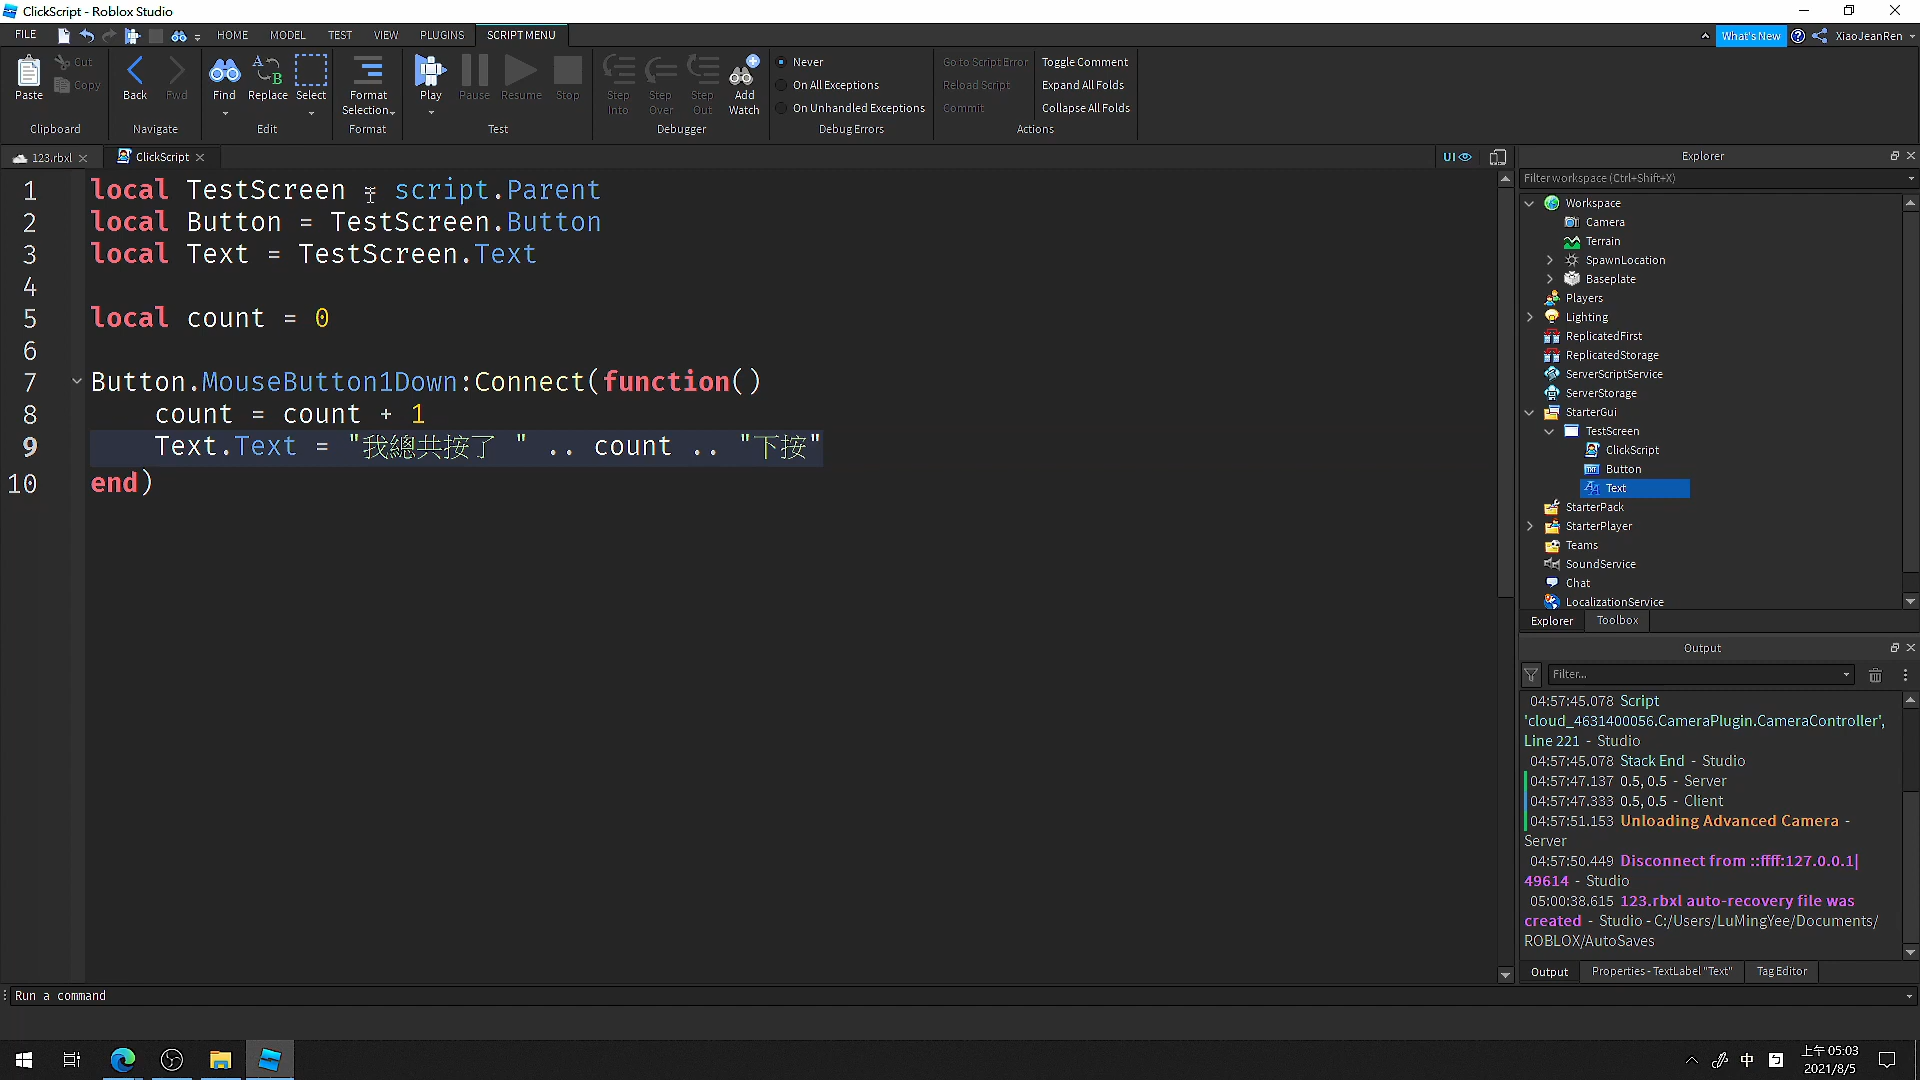 ClickScript - Roblox Studio
FILE HOME MODEL TEST VIEW PLUGINS SCRIPT MENU What's New XiaoJeanRen
Paste Cut Copy Back Fwd Find Replace Select Format Selection Play Pause Resume Stop Step Into Step Over Step Out Add Watch
Never
On All Exceptions
On Unhandled Exceptions
Go to Script Error
Reload Script
Commit
Toggle Comment
Expand All Folds
Collapse All Folds
Clipboard Navigate Edit Format Test Debugger Debug Errors Actions
123.rbxl ClickScript UI
1 local TestScreen = script.Parent
2 local Button = TestScreen.Button
3 local Text = TestScreen.Text
4
5 local count = 0
6
7 Button.MouseButton1Down:Connect(function()
8 count = count + 1
9 Text.Text = "我總共按了 " .. count .. "下按"
10 end)
Explorer
Filter workspace (Ctrl+Shift+X)
Workspace
Camera
Terrain
SpawnLocation
Baseplate
Players
Lighting
ReplicatedFirst
ReplicatedStorage
ServerScriptService
ServerStorage
StarterGui
TestScreen
ClickScript
Button
Text
StarterPack
StarterPlayer
Teams
SoundService
Chat
LocalizationService
Explorer Toolbox
Output
Filter...
04:57:45.078 Script
'cloud_4631400056.CameraPlugin.CameraController',
Line 221 - Studio
04:57:45.078 Stack End - Studio
04:57:47.137 0.5, 0.5 - Server
04:57:47.333 0.5, 0.5 - Client
04:57:51.153 Unloading Advanced Camera -
Server
04:57:50.449 Disconnect from ::ffff:127.0.0.1|
49614 - Studio
05:00:38.615 123.rbxl auto-recovery file was
created - Studio - C:/Users/LuMingYee/Documents/
ROBLOX/AutoSaves
Output Properties - TextLabel "Text" Tag Editor
Run a command
中
上午 05:03
2021/8/5